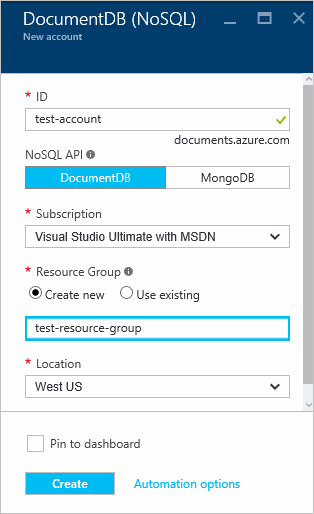 DocumentDB (NoSQL)
New account
* ID
test-account
documents.azure.com
NoSQL API
DocumentDB MongoDB
* Subscription
Visual Studio Ultimate with MSDN
* Resource Group
Create new Use existing
test-resource-group
* Location
West US
Pin to dashboard
Create Automation options